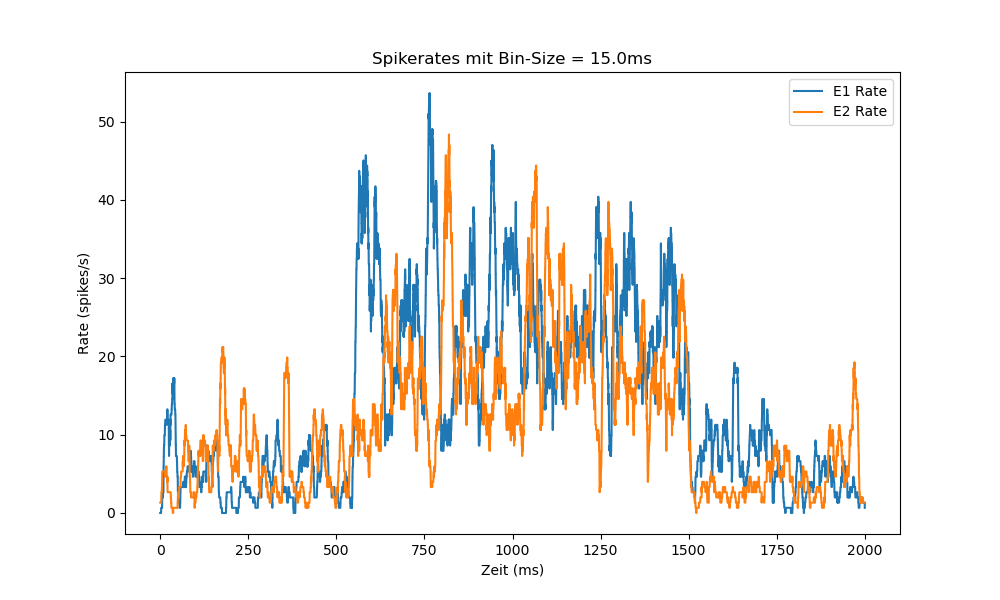 Spikerates mit Bin-Size = 15.0ms
E1 Rate
E2 Rate
50
40
30
20
10
0
Rate (spikes/s)
0 250 500 750 1000 1250 1500 1750 2000
Zeit (ms)